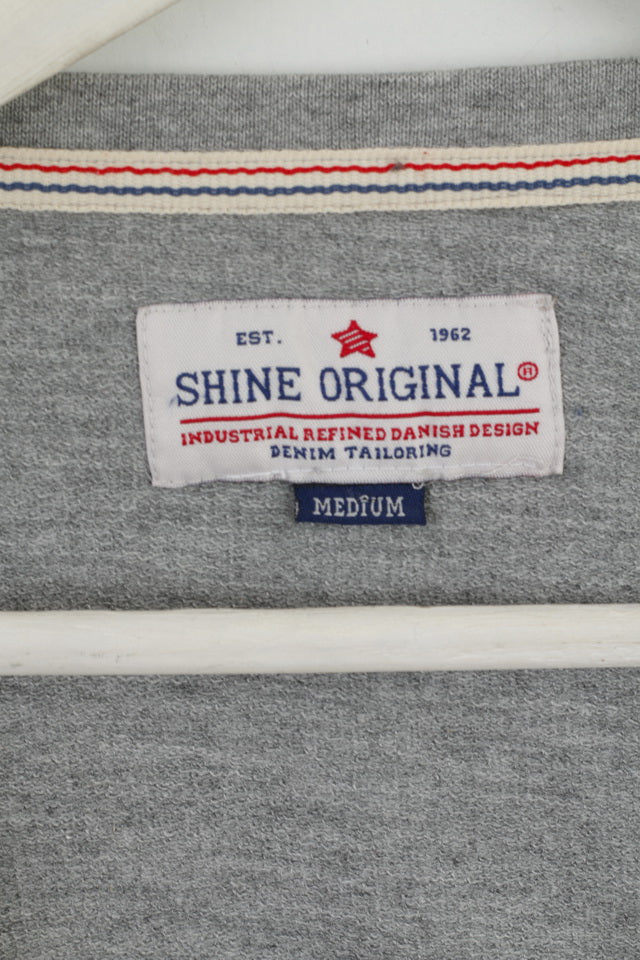 EST. 1962
SHINE ORIGINAL®
INDUSTRIAL REFINED DANISH DESIGN
DENIM TAILORING
MEDIUM